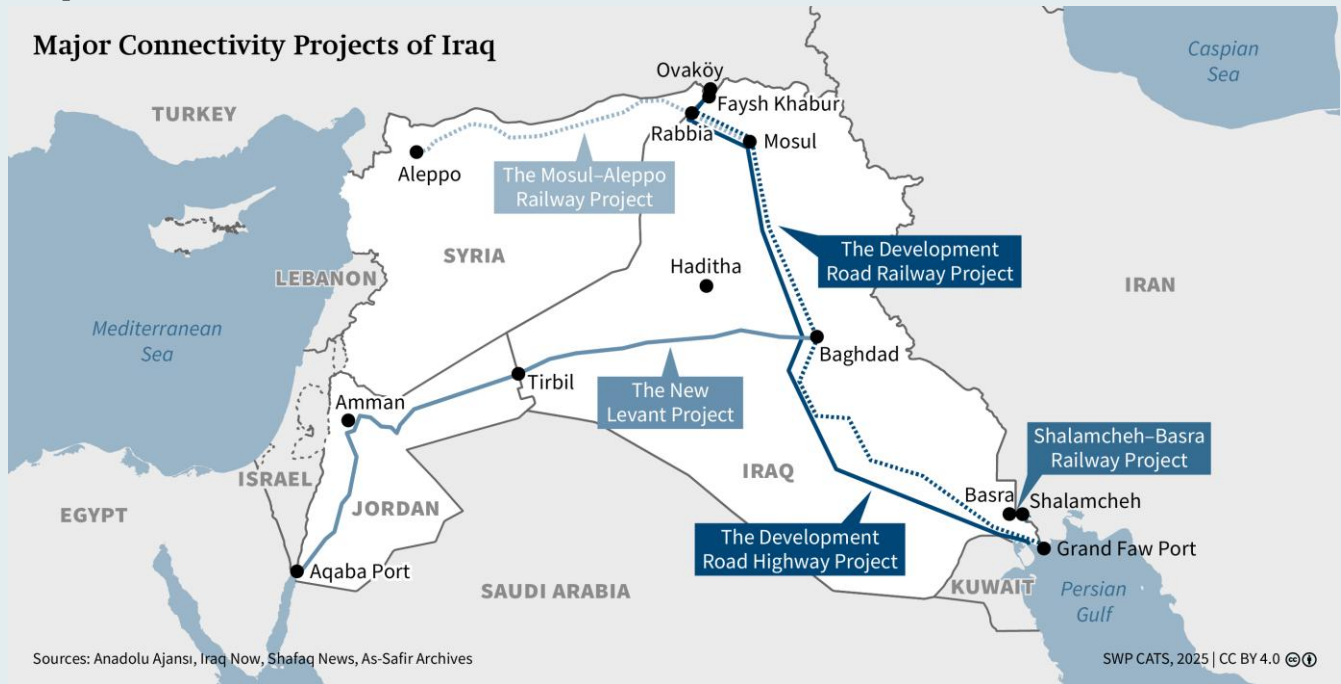 Major Connectivity Projects of Iraq
Caspian
Sea
Ovaköy
Faysh Khabur
TURKEY
Rabbia
Mosul
Aleppo
The Mosul–Aleppo
Railway Project
The Development
Road Railway Project
SYRIA
Haditha
LEBANON
IRAN
Mediterranean
Sea
Baghdad
Tirbil
The New
Levant Project
Amman
Shalamcheh–Basra
Railway Project
ISRAEL
IRAQ
Basra
Shalamcheh
JORDAN
EGYPT
The Development
Road Highway Project
Grand Faw Port
Aqaba Port
SAUDI ARABIA
KUWAIT
Persian
Gulf
Sources: Anadolu Ajansı, Iraq Now, Shafaq News, As-Safir Archives
SWP CATS, 2025 | CC BY 4.0